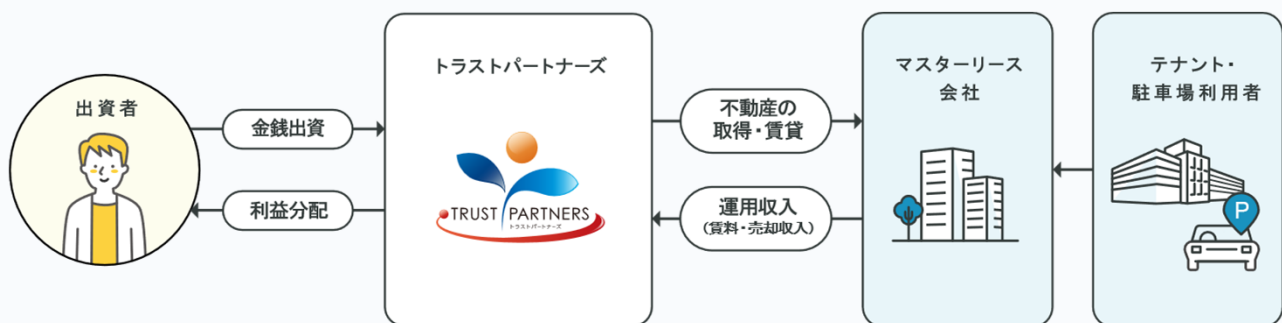 出資者
金銭出資
利益分配
トラストパートナーズ
TRUST PARTNERS
トラストパートナーズ
不動産の
取得・賃貸
運用収入
(賃料・売却収入)
マスターリース
会社
テナント・
駐車場利用者
P